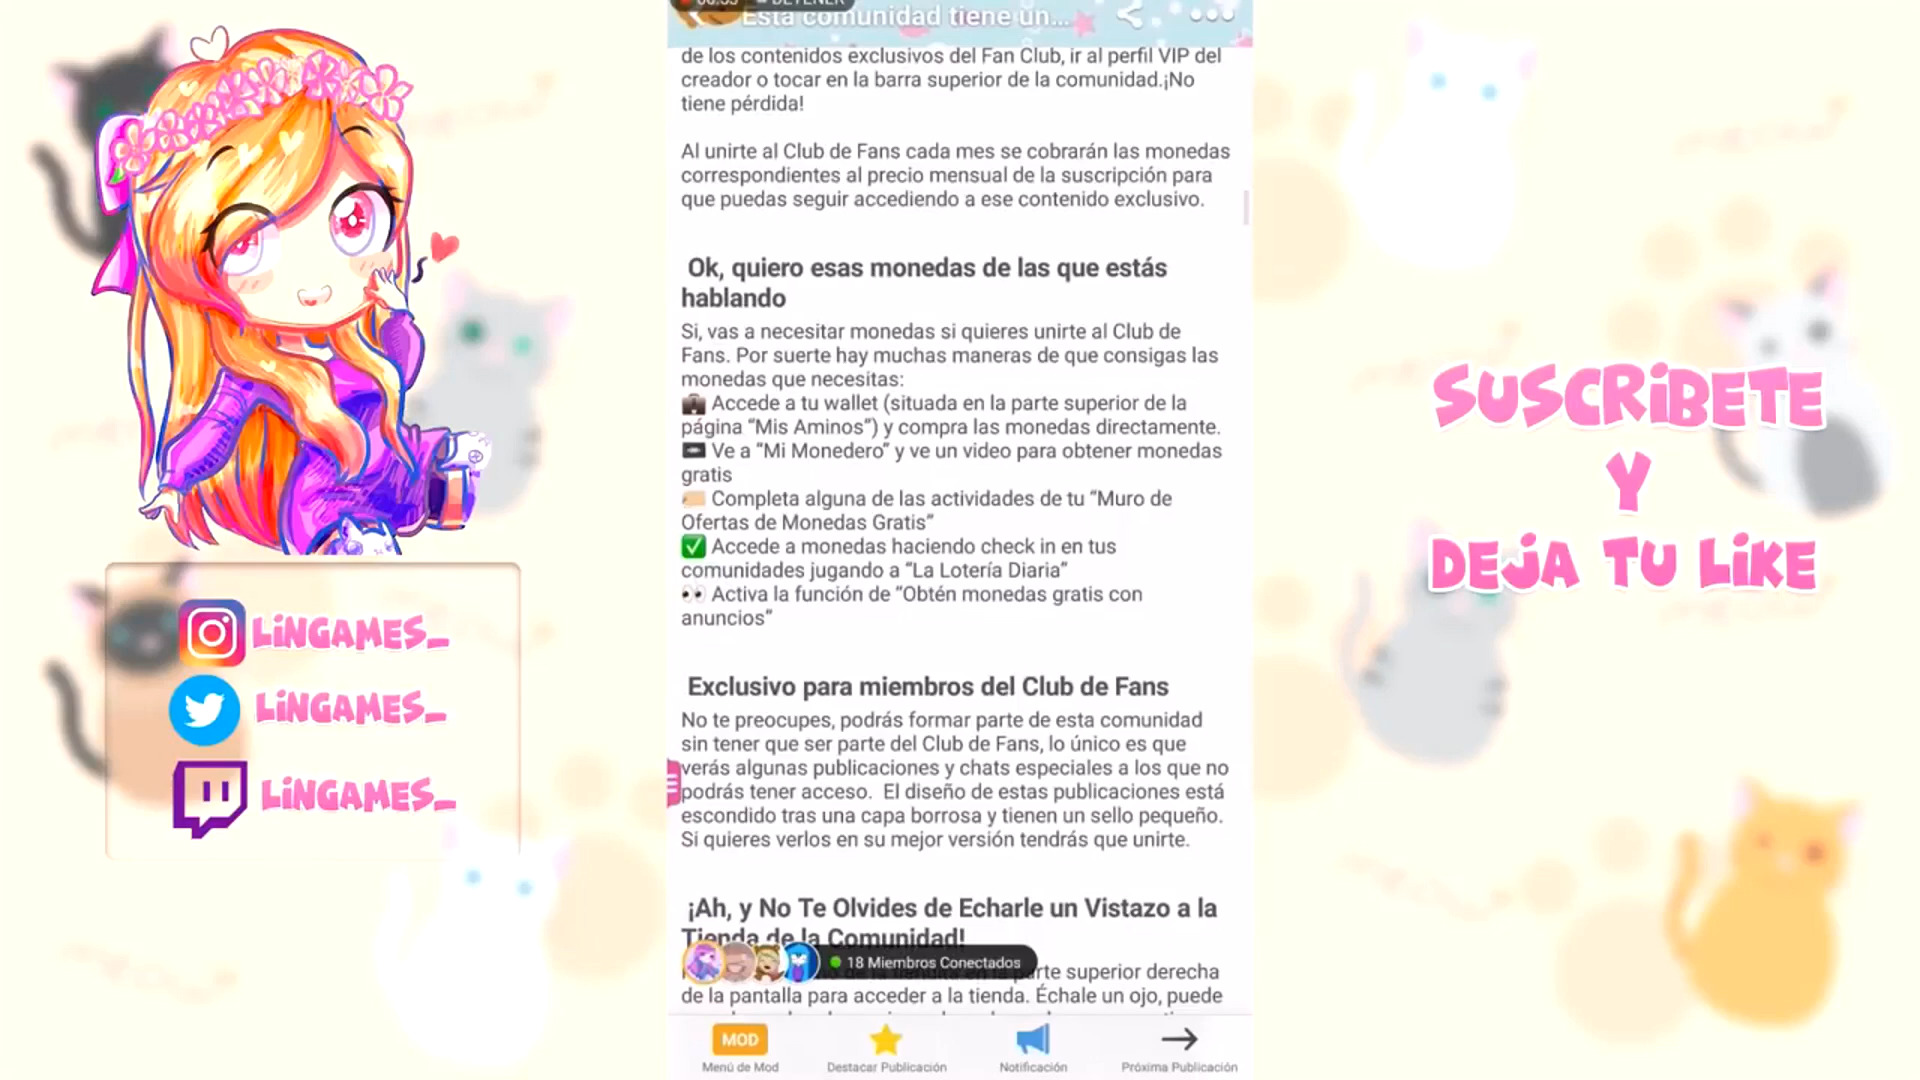 Esta comunidad tiene un...
de los contenidos exclusivos del Fan Club, ir al perfil VIP del
creador o tocar en la barra superior de la comunidad.¡No
tiene pérdida!
Al unirte al Club de Fans cada mes se cobrarán las monedas
correspondientes al precio mensual de la suscripción para
que puedas seguir accediendo a ese contenido exclusivo.
Ok, quiero esas monedas de las que estás
hablando
Si, vas a necesitar monedas si quieres unirte al Club de
Fans. Por suerte hay muchas maneras de que consigas las
monedas que necesitas:
💼 Accede a tu wallet (situada en la parte superior de la
página “Mis Aminos”) y compra las monedas directamente.
Ve a “Mi Monedero” y ve un video para obtener monedas
gratis
Completa alguna de las actividades de tu “Muro de
Ofertas de Monedas Gratis”
✅ Accede a monedas haciendo check in en tus
comunidades jugando a “La Lotería Diaria”
👀 Activa la función de “Obtén monedas gratis con
anuncios”
Exclusivo para miembros del Club de Fans
No te preocupes, podrás formar parte de esta comunidad
sin tener que ser parte del Club de Fans, lo único es que
verás algunas publicaciones y chats especiales a los que no
podrás tener acceso.  El diseño de estas publicaciones está
escondido tras una capa borrosa y tienen un sello pequeño.
Si quieres verlos en su mejor versión tendrás que unirte.
¡Ah, y No Te Olvides de Echarle un Vistazo a la
Tienda de la Comunidad!
18 Miembros Conectados
parte superior derecha
de la pantalla para acceder a la tienda. Échale un ojo, puede
MOD
Menú de Mod
Destacar Publicación
Notificación
Próxima Publicación
LINGAMES_
LINGAMES_
LINGAMES_
SUSCRIBETE
Y
DEJA TU LIKE